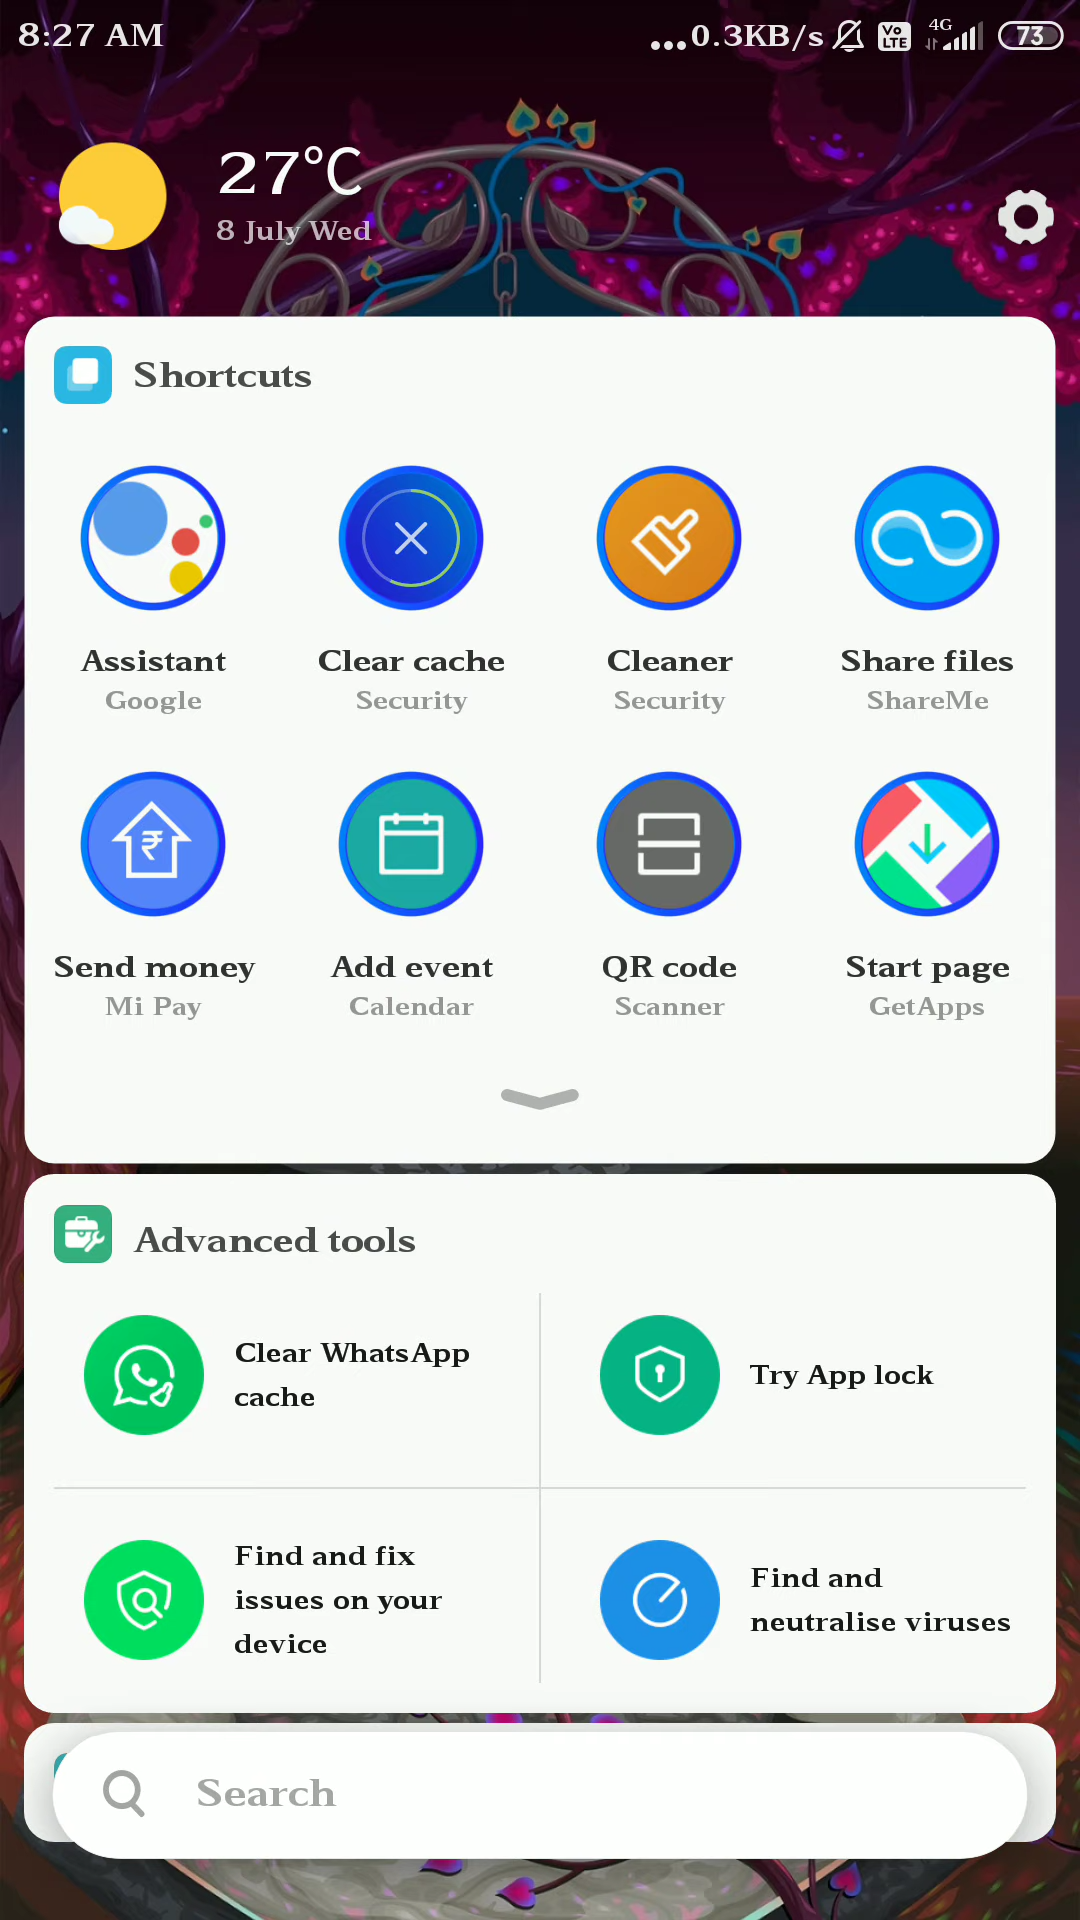 8:27 AM
...0.3KB/s
Vo
LTE
4G
73
27°C
8 July Wed
Shortcuts
Assistant
Google
Clear cache
Security
Cleaner
Security
Share files
ShareMe
₹
Send money
Mi Pay
Add event
Calendar
QR code
Scanner
Start page
GetApps
Advanced tools
Clear WhatsApp
cache
Try App lock
Find and fix
issues on your
device
Find and
neutralise viruses
Search